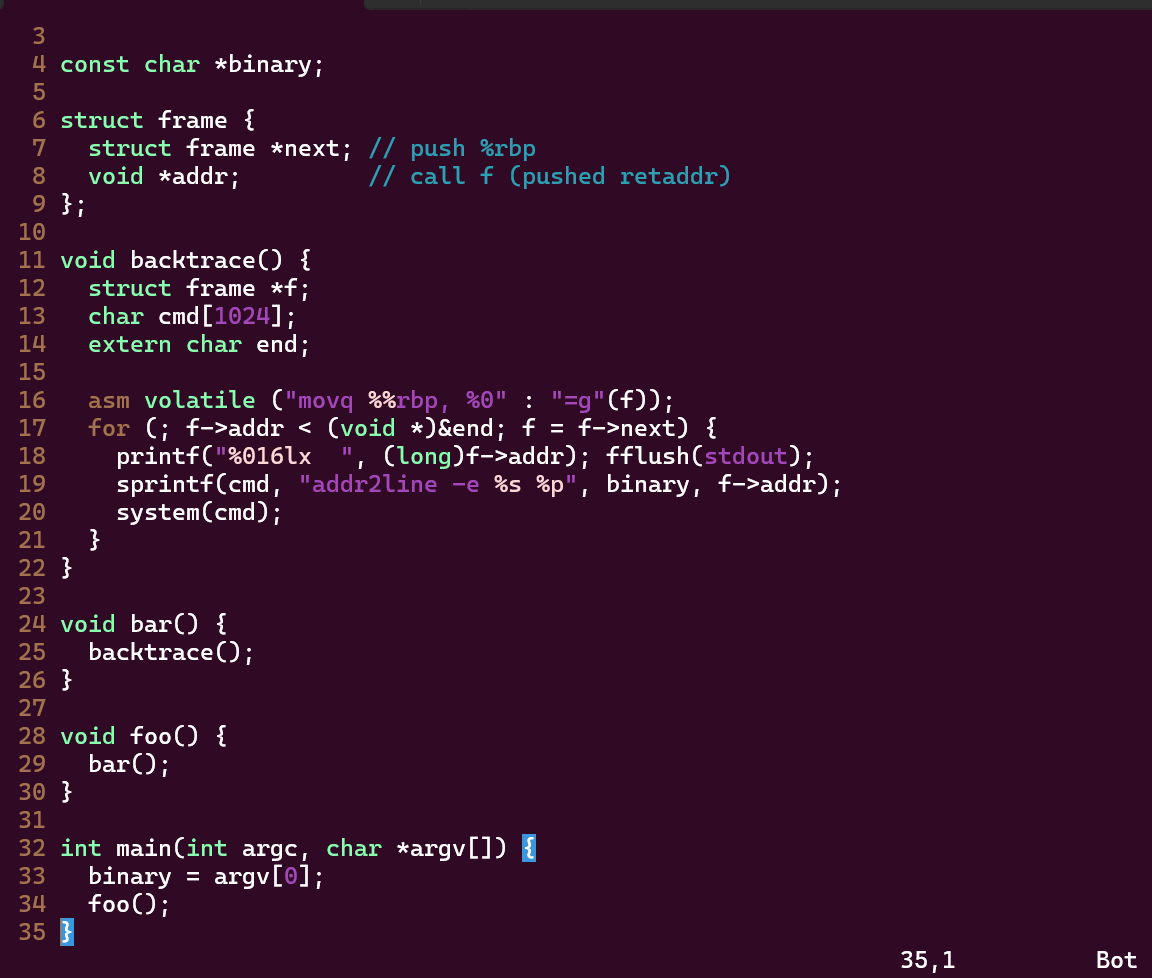 3
4 const char *binary;
5
6 struct frame {
7   struct frame *next; // push %rbp
8   void *addr;         // call f (pushed retaddr)
9 };
10
11 void backtrace() {
12   struct frame *f;
13   char cmd[1024];
14   extern char end;
15
16   asm volatile ("movq %%rbp, %0" : "=g"(f));
17   for (; f->addr < (void *)&end; f = f->next) {
18     printf("%016lx  ", (long)f->addr); fflush(stdout);
19     sprintf(cmd, "addr2line -e %s %p", binary, f->addr);
20     system(cmd);
21   }
22 }
23
24 void bar() {
25   backtrace();
26 }
27
28 void foo() {
29   bar();
30 }
31
32 int main(int argc, char *argv[]) {
33   binary = argv[0];
34   foo();
35 }
35,1          Bot